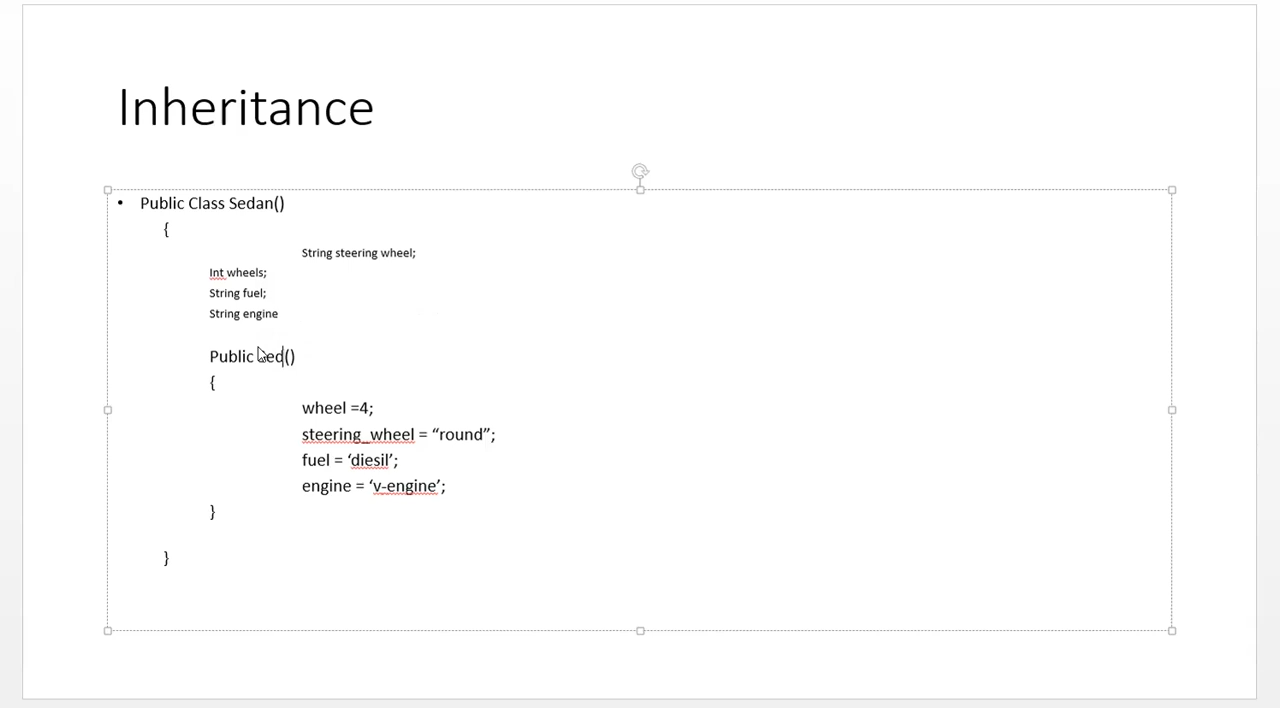 Inheritance
• Public Class Sedan()
{
String steering wheel;
Int wheels;
String fuel;
String engine
Public Sed()
{
wheel =4;
steering_wheel = “round”;
fuel = ‘diesil’;
engine = ‘v-engine’;
}
}